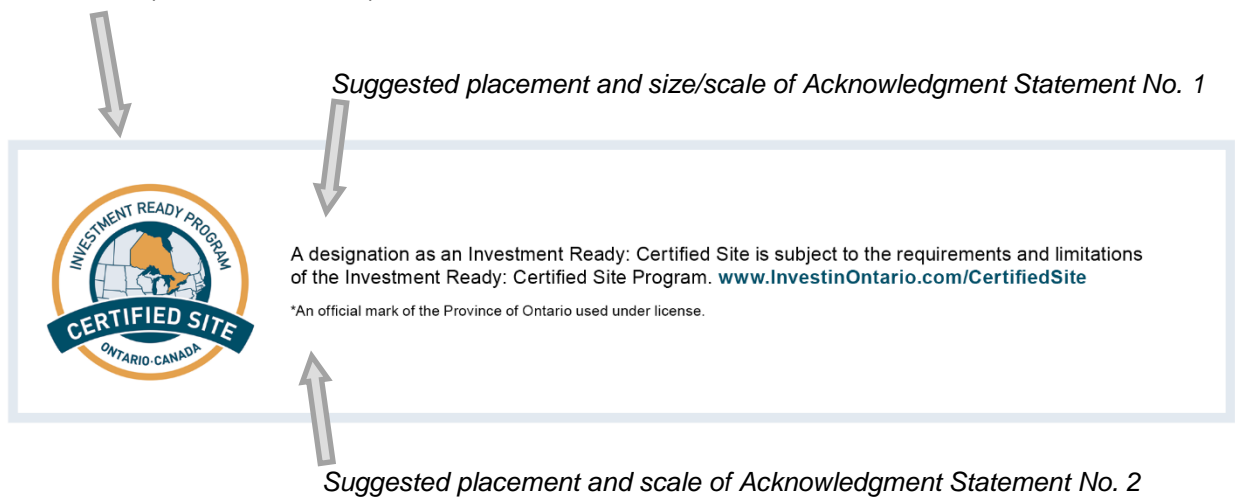 Suggested placement and size/scale of Acknowledgment Statement No. 1
INVESTMENT READY PROGRAM
CERTIFIED SITE
ONTARIO·CANADA
A designation as an Investment Ready: Certified Site is subject to the requirements and limitations
of the Investment Ready: Certified Site Program. www.InvestinOntario.com/CertifiedSite
*An official mark of the Province of Ontario used under license.
Suggested placement and scale of Acknowledgment Statement No. 2